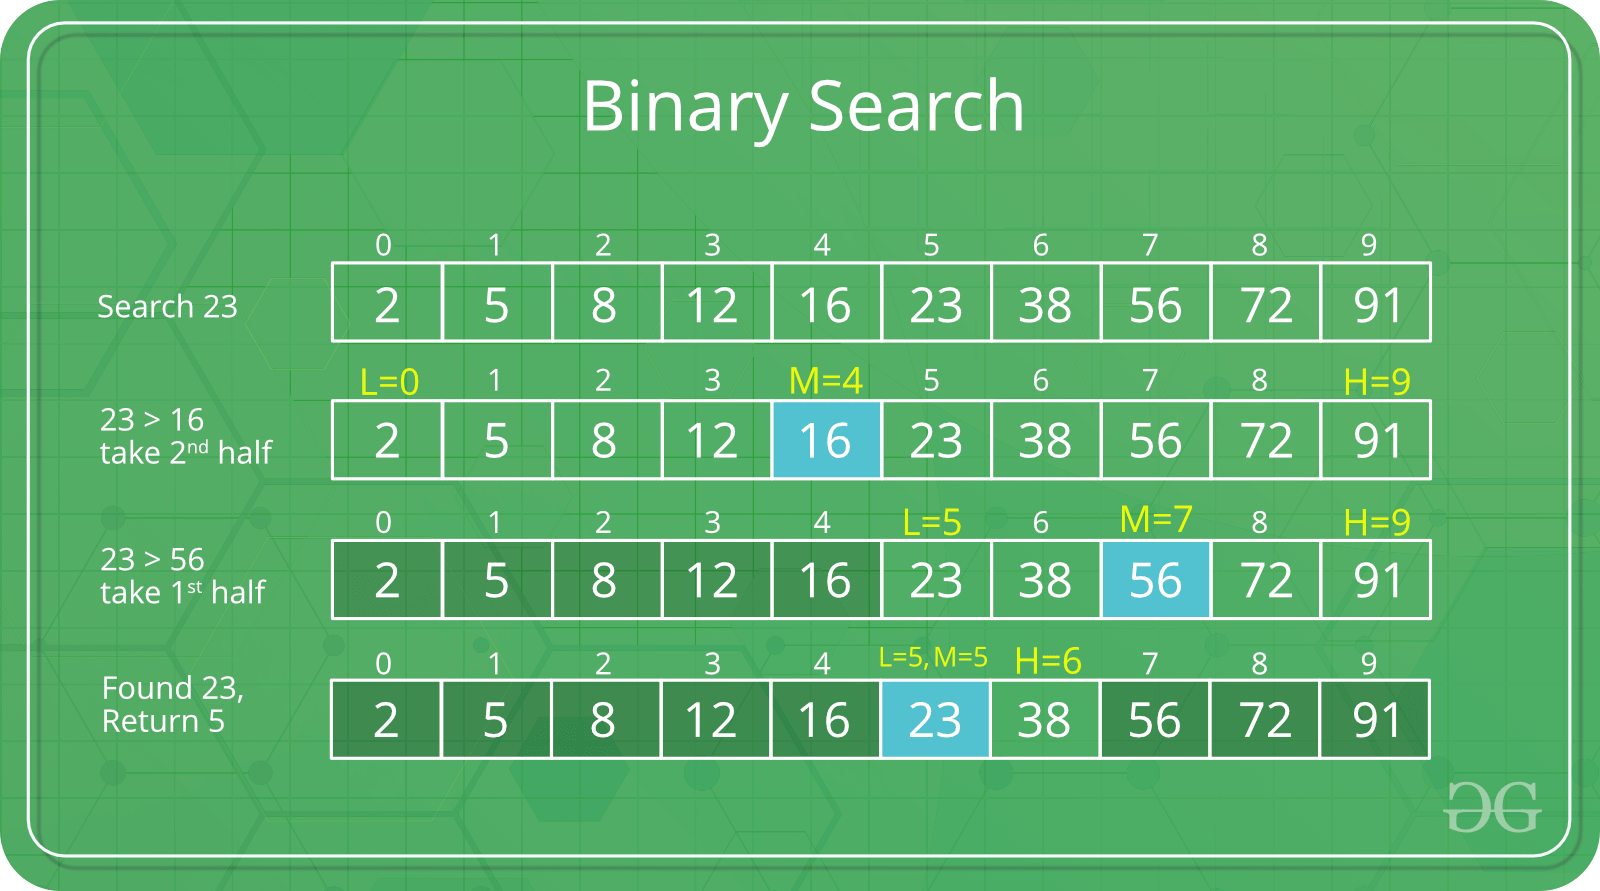 Binary Search
0 1 2 3 4 5 6 7 8 9
Search 23 2 5 8 12 16 23 38 56 72 91
L=0 1 2 3 M=4 5 6 7 8 H=9
23 > 16
take 2nd half
2 5 8 12 16 23 38 56 72 91
0 1 2 3 4 L=5 6 M=7 8 H=9
23 > 56
take 1st half
2 5 8 12 16 23 38 56 72 91
0 1 2 3 4 L=5, M=5 H=6 7 8 9
Found 23,
Return 5
2 5 8 12 16 23 38 56 72 91